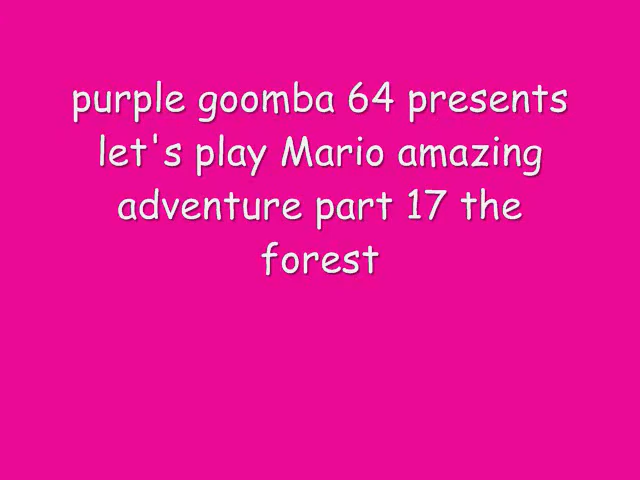 purple goomba 64 presents
let's play Mario amazing
adventure part 17 the
forest